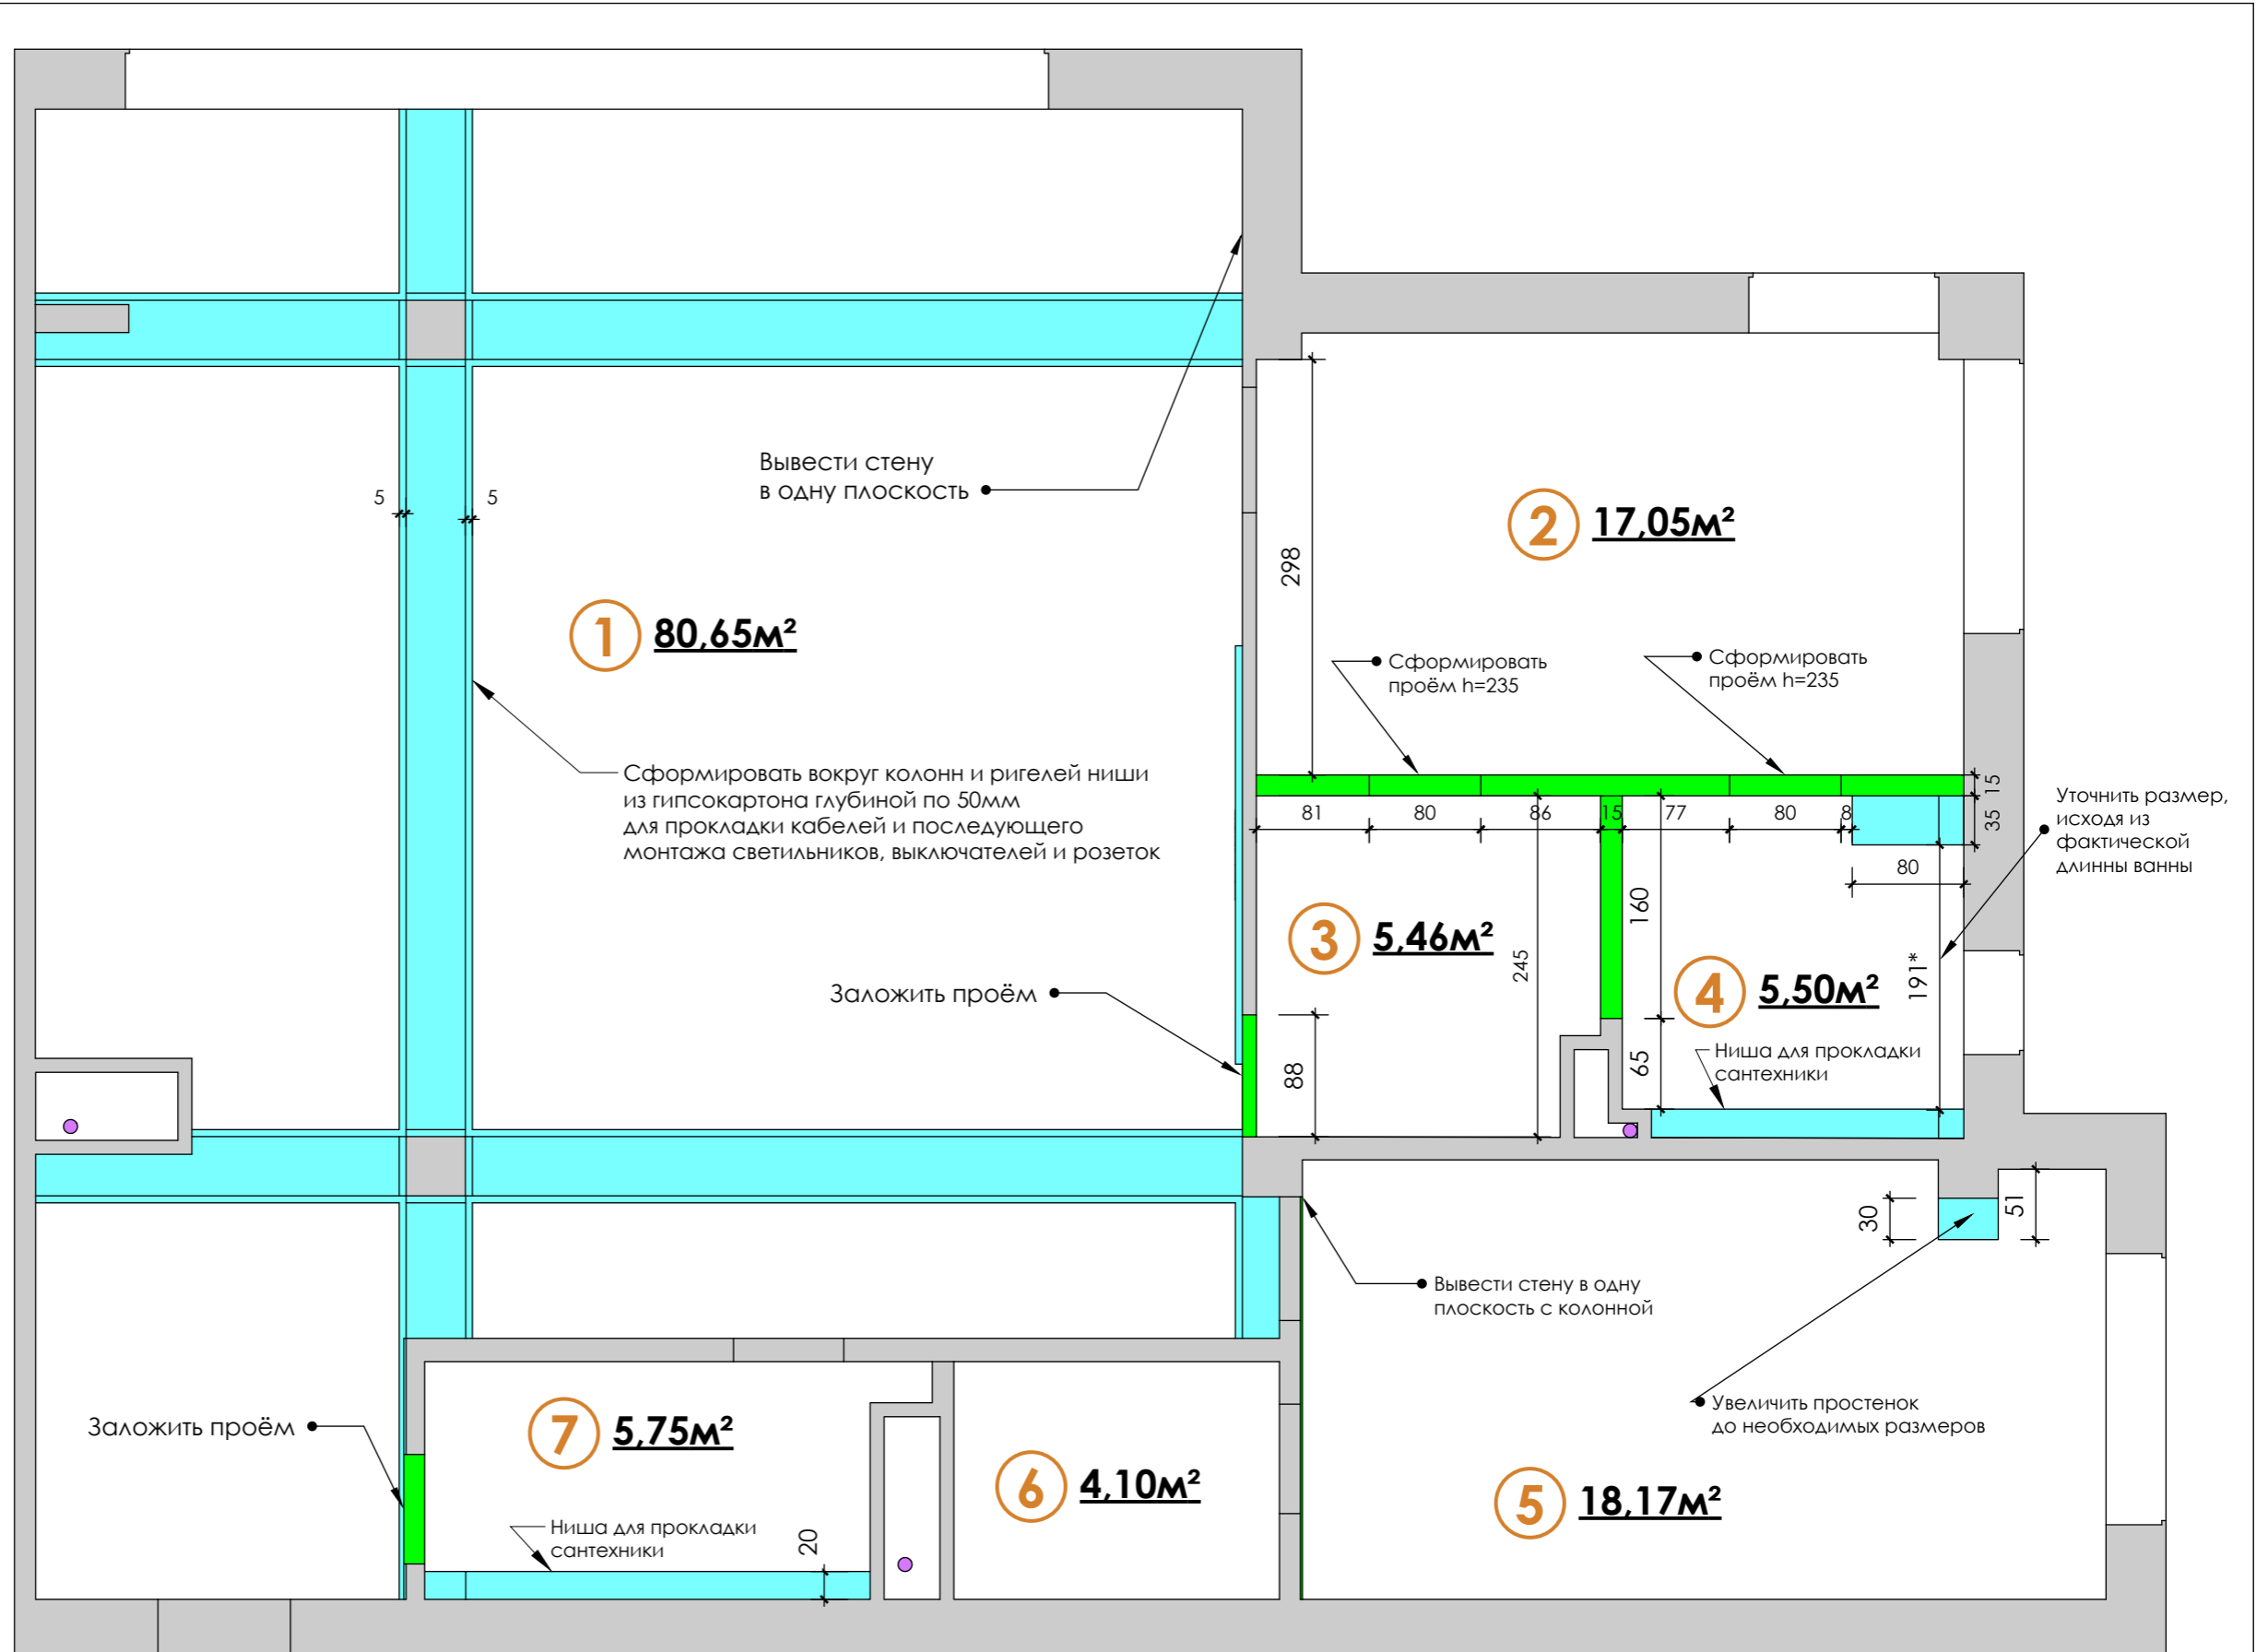 Вывести стену
в одну плоскость
5
5
298
2
17,05м²
1
80,65м²
Сформировать
проём h=235
Сформировать
проём h=235
Сформировать вокруг колонн и ригелей ниши
из гипсокартона глубиной по 50мм
для прокладки кабелей и последующего
монтажа светильников, выключателей и розеток
81
80
86
15
77
80
8
15
35
80
Уточнить размер,
исходя из
фактической
длинны ванны
160
191*
3
5,46м²
245
4
5,50м²
Заложить проём
88
65
Ниша для прокладки
сантехники
30
51
Вывести стену в одну
плоскость с колонной
Увеличить простенок
до необходимых размеров
Заложить проём
7
5,75м²
6
4,10м²
5
18,17м²
Ниша для прокладки
сантехники
20